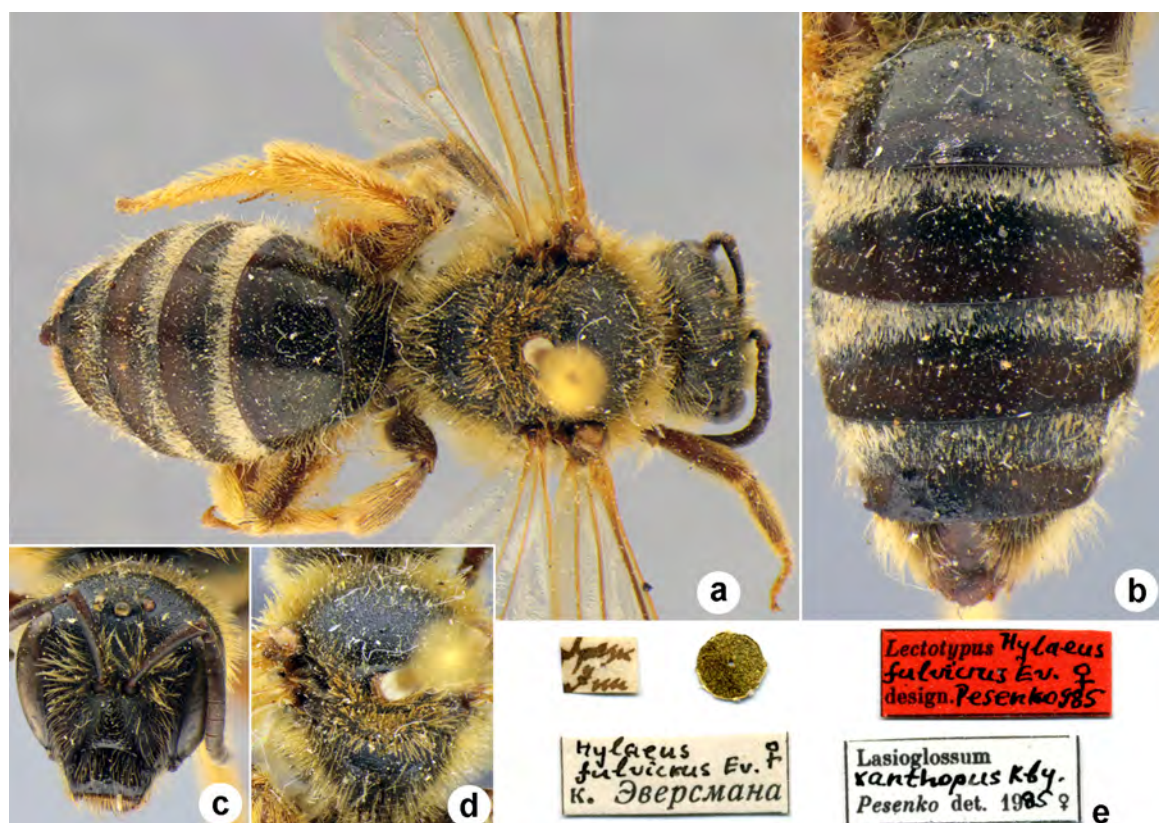 a
b
c
d
Lectotypus Hylaeus
fulvicrus Ev. ♀
design. Pesenko 985
Hylaeus ♀
fulvicrus Ev.
к. Эверсмана
Lasioglossum
xanthopus Kby.
Pesenko det. 1985 ♀
e